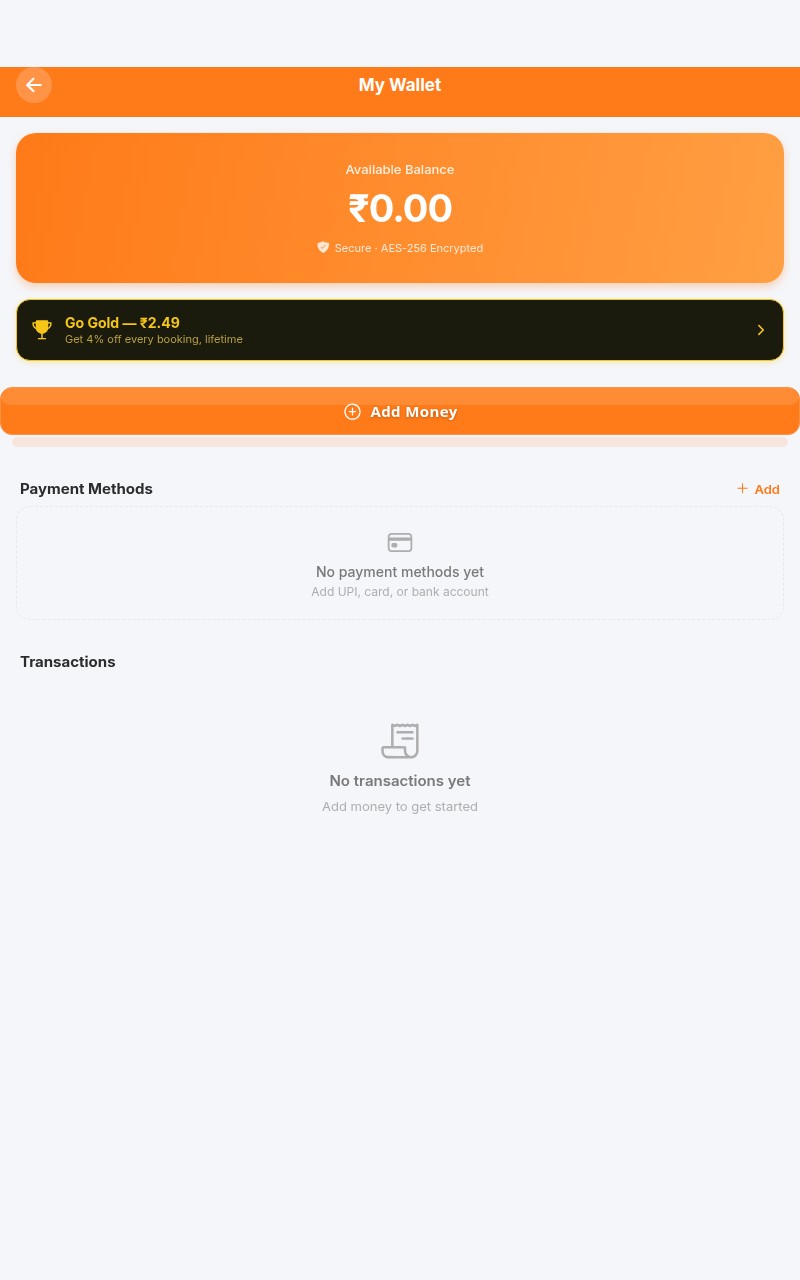 My Wallet
Available Balance
₹0.00
Secure · AES-256 Encrypted
Go Gold — ₹2.49
Get 4% off every booking, lifetime
Add Money
Payment Methods
Add
No payment methods yet
Add UPI, card, or bank account
Transactions
No transactions yet
Add money to get started